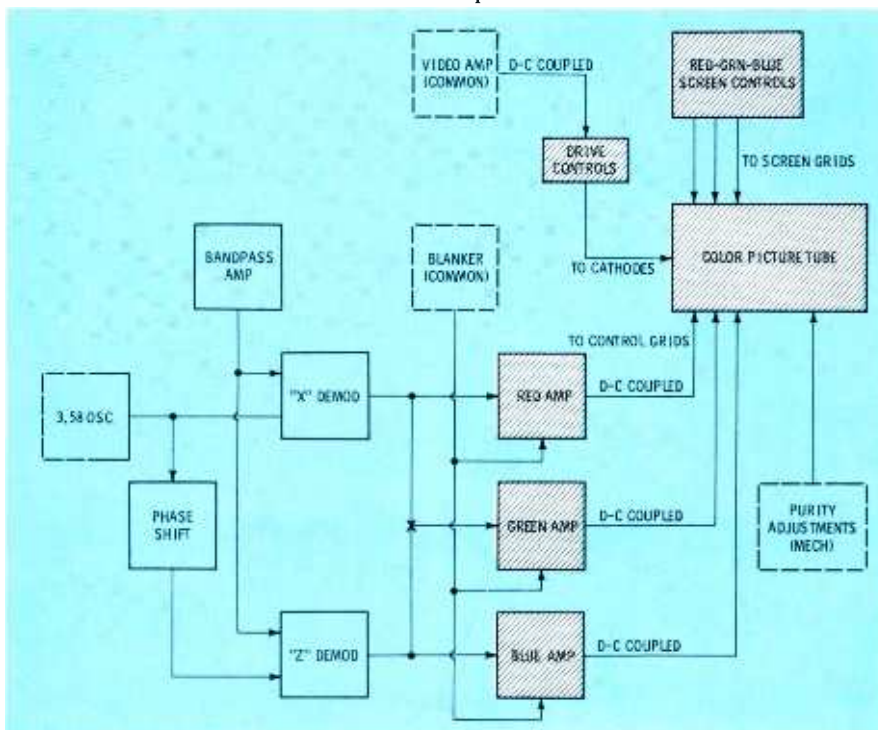 VIDEO AMP
(COMMON)
D-C COUPLED
RED-GRN-BLUE
SCREEN CONTROLS
DRIVE
CONTROLS
TO SCREEN GRIDS
BANDPASS
AMP
BLANKER
(COMMON)
TO CATHODES
COLOR PICTURE TUBE
TO CONTROL GRIDS
3.58 OSC
"X" DEMOD
RED AMP
D-C COUPLED
PHASE
SHIFT
GREEN AMP
D-C COUPLED
PURITY
ADJUSTMENTS
(MECH)
"Z" DEMOD
BLUE AMP
D-C COUPLED